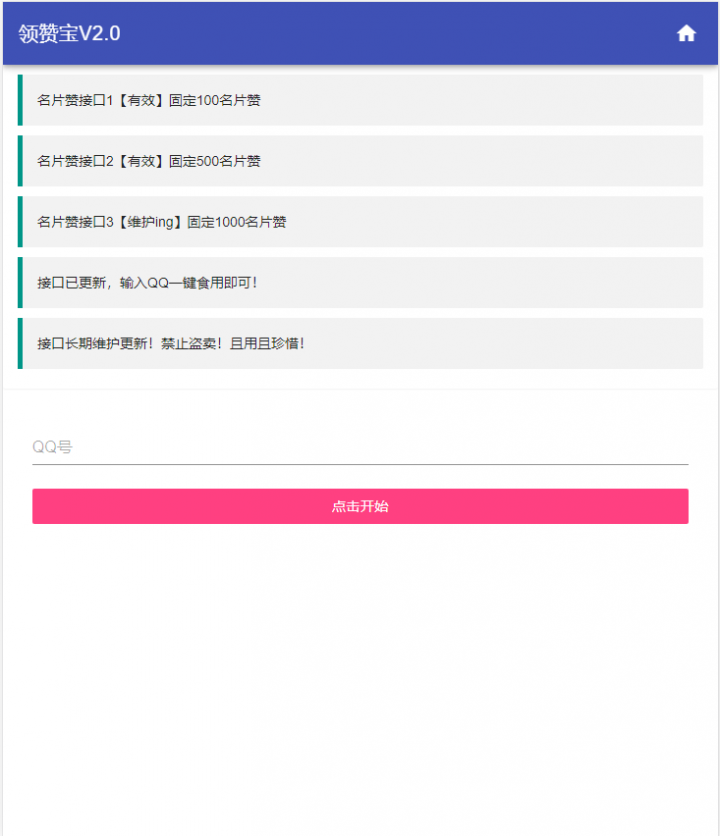 领赞宝V2.0
名片赞接口1【有效】固定100名片赞
名片赞接口2【有效】固定500名片赞
名片赞接口3【维护ing】固定1000名片赞
接口已更新，输入QQ一键食用即可！
接口长期维护更新！禁止盗卖！且用且珍惜！
QQ号
点击开始